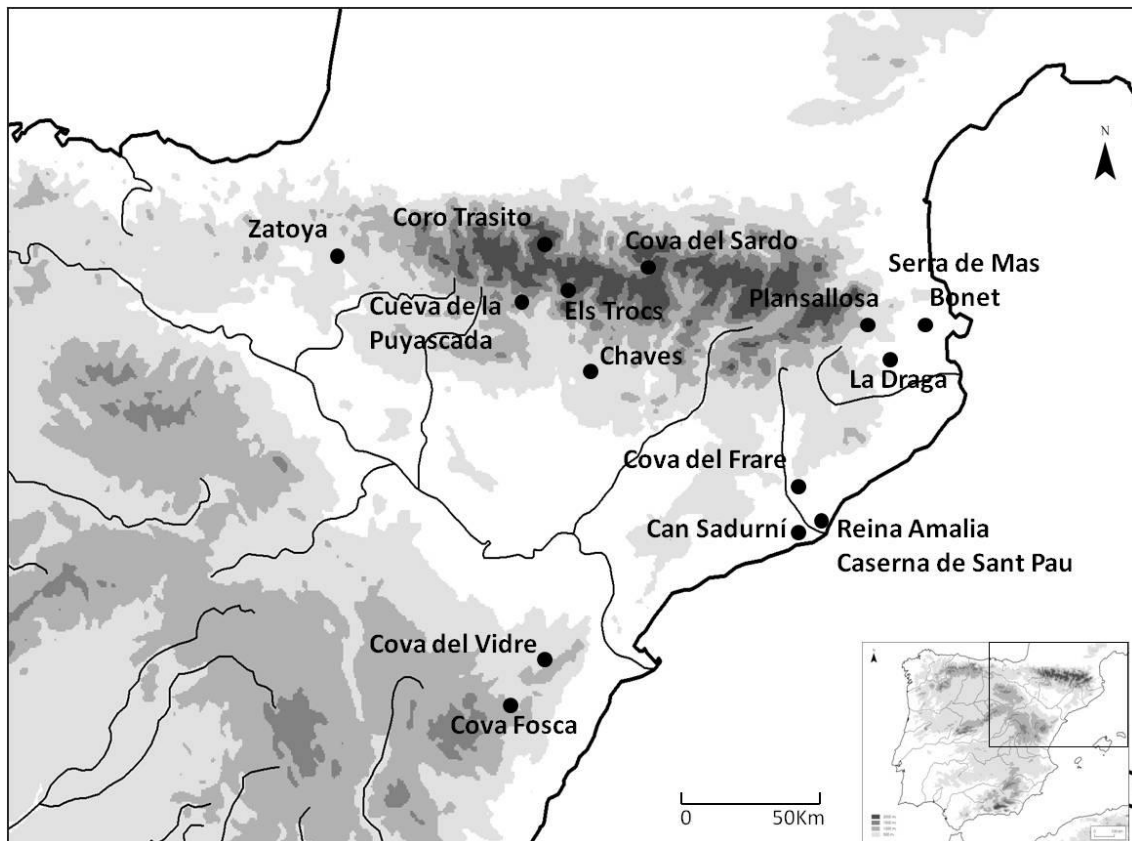 N
Coro Trasito
Zatoya
Cova del Sardo
Serra de Mas
Bonet
Plansallosa
Cueva de la
Puyascada
Els Trocs
Chaves
La Draga
Cova del Frare
Can Sadurní
Reina Amalia
Caserna de Sant Pau
Cova del Vidre
Cova Fosca
0 50Km